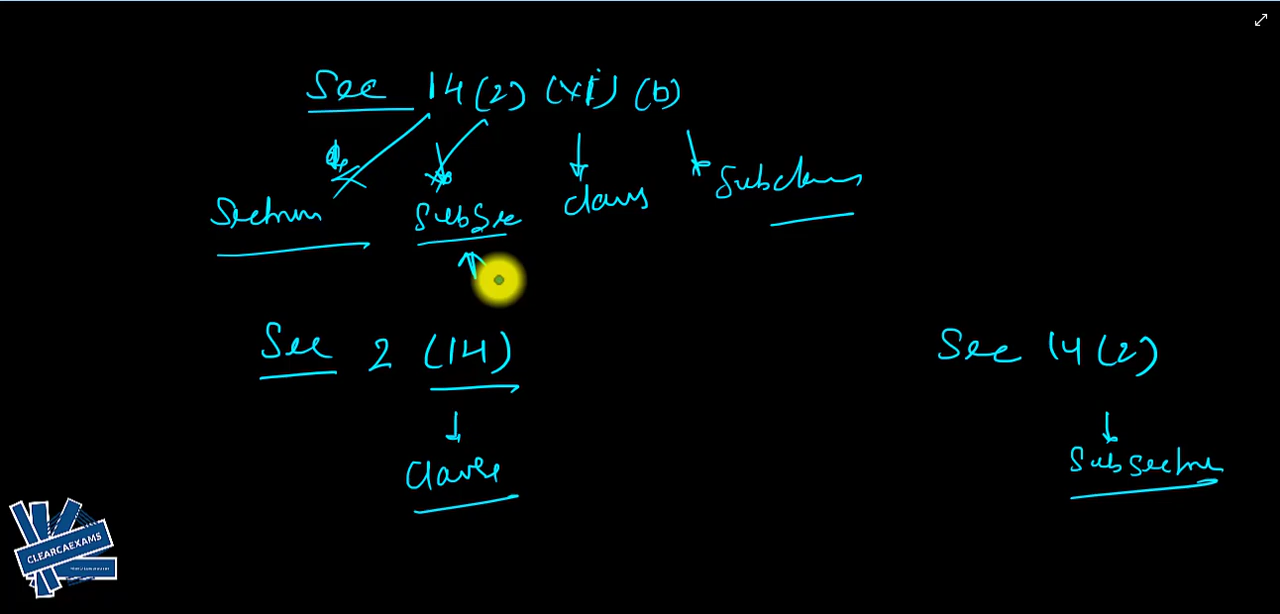 Sec 14 (2) (xi) (b)
Section SubSec Claus Subclaus
Sec 2 (14) Sec 14 (2)
Clause Subsection
CLEARCAEXAMS